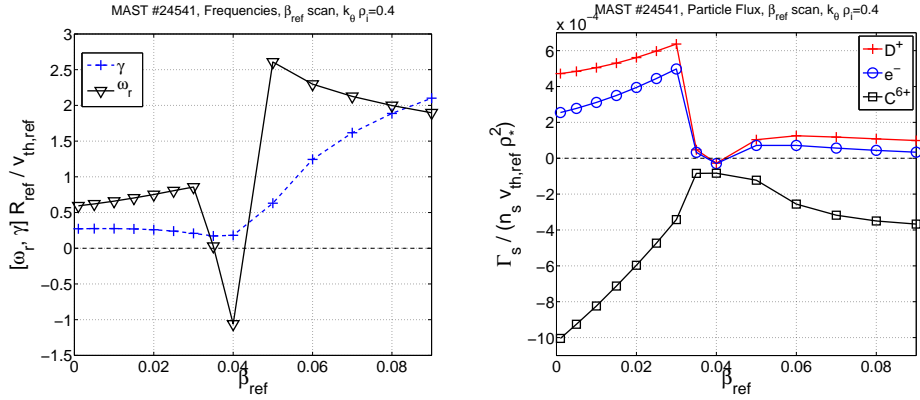 MAST #24541, Frequencies, β_ref scan, k_θ ρ_i=0.4
3
2.5
2
1.5
1
0.5
0
−0.5
−1
−1.5
[ω_r, γ] R_ref / v_th,ref
γ
ω_r
0 0.02 0.04 0.06 0.08
β_ref
MAST #24541, Particle Flux, β_ref scan, k_θ ρ_i=0.4
x 10^−4
6
4
2
0
−2
−4
−6
−8
−10
Γ_s / (n_s v_th,ref ρ_*^2)
D^+
e^−
C^6+
0 0.02 0.04 0.06 0.08
β_ref